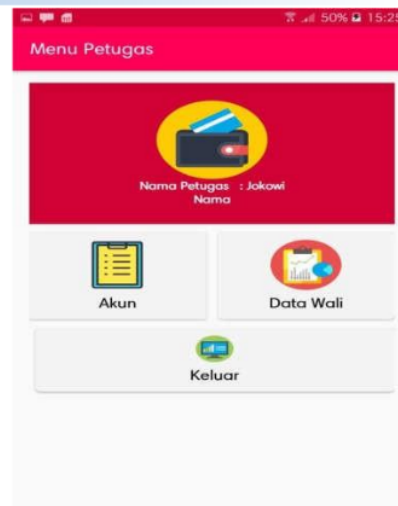 50% 15:25
Menu Petugas
Nama Petugas : Jokowi
Nama
Akun
Data Wali
Keluar